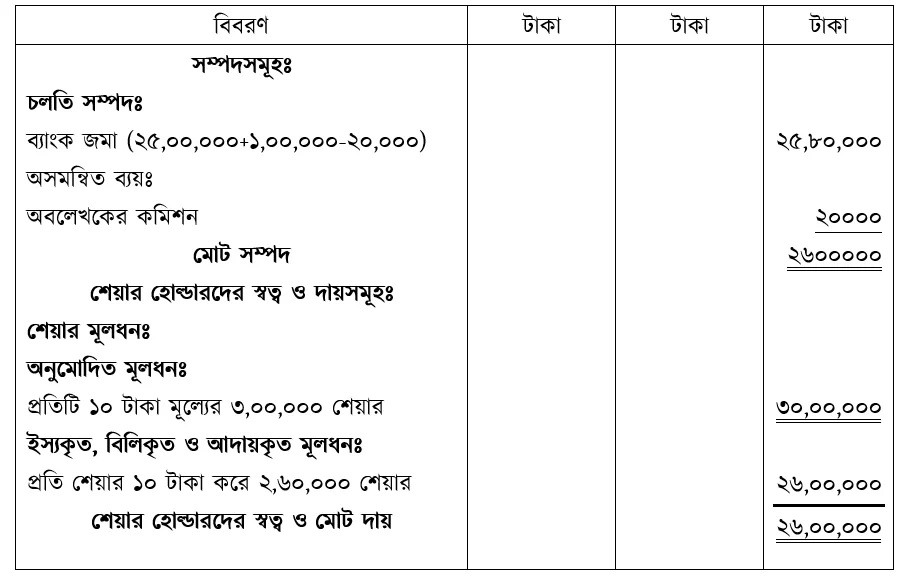 বিবরণ টাকা টাকা টাকা
সম্পদসমূহঃ
চলতি সম্পদঃ
ব্যাংক জমা (২৫,০০,০০০+১,০০,০০০-২০,০০০) ২৫,৮০,০০০
অসমন্বিত ব্যয়ঃ
অবলেখকের কমিশন ২০০০০
মোট সম্পদ ২৬০০০০০
শেয়ার হোল্ডারদের স্বত্ব ও দায়সমূহঃ
শেয়ার মূলধনঃ
অনুমোদিত মূলধনঃ
প্রতিটি ১০ টাকা মূল্যের ৩,০০,০০০ শেয়ার ৩০,০০,০০০
ইস্যকৃত, বিলিকৃত ও আদায়কৃত মূলধনঃ
প্রতি শেয়ার ১০ টাকা করে ২,৬০,০০০ শেয়ার ২৬,০০,০০০
শেয়ার হোল্ডারদের স্বত্ব ও মোট দায় ২৬,০০,০০০